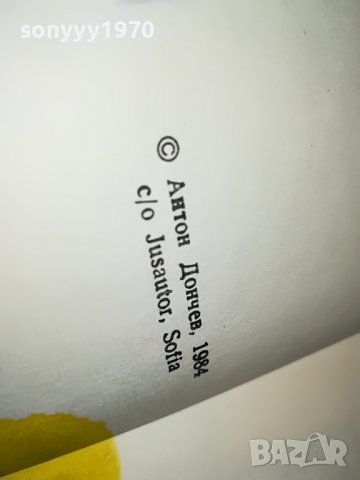 sonyyy1970
© Антон Дончев, 1984
c/o Jusautor, Sofia
BAZAR
bg